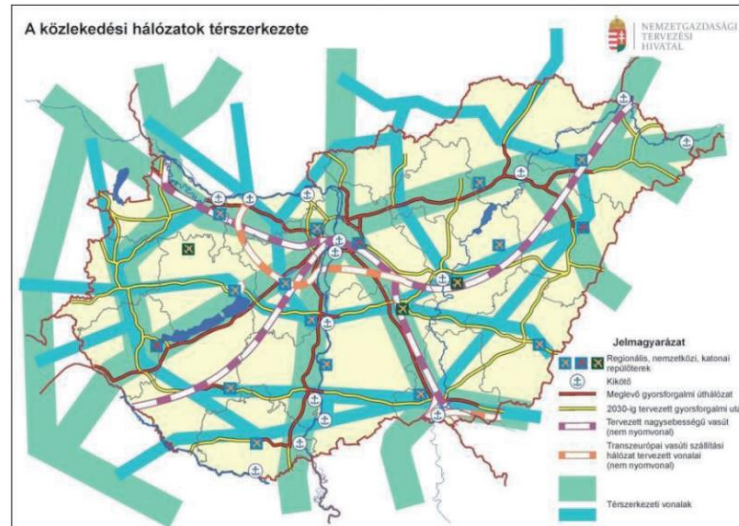 A közlekedési hálózatok térszerkezete
NEMZETGAZDASÁGI
TERVEZÉSI
HIVATAL
Jelmagyarázat
Regionális, nemzetközi, katonai
repülőterek
Kikötő
Meglevő gyorsforgalmi úthálózat
2030-ig tervezett gyorsforgalmi
Tervezett nagysebességű vasút
(nem nyomvonal)
Transzeurópai vasúti szállítási
hálózat tervezett vonalai
(nem nyomvonal)
Térszerkezeti vonalak